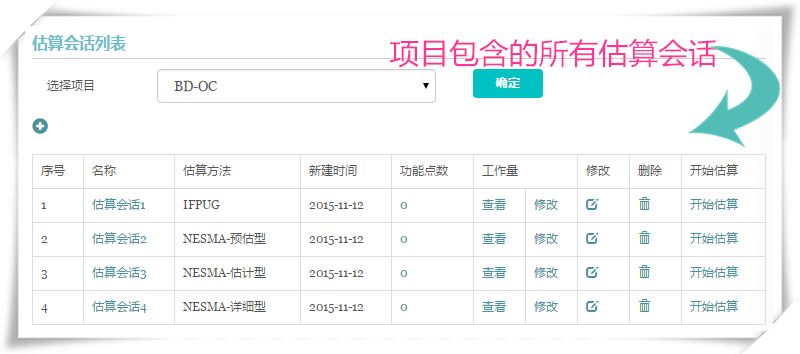 估算会话列表
项目包含的所有估算会话
选择项目 BD-OC 确定
序号 名称 估算方法 新建时间 功能点数 工作量 修改 删除 开始估算
1 估算会话1 IFPUG 2015-11-12 0 查看 修改 开始估算
2 估算会话2 NESMA-预估型 2015-11-12 0 查看 修改 开始估算
3 估算会话3 NESMA-估计型 2015-11-12 0 查看 修改 开始估算
4 估算会话4 NESMA-详细型 2015-11-12 0 查看 修改 开始估算